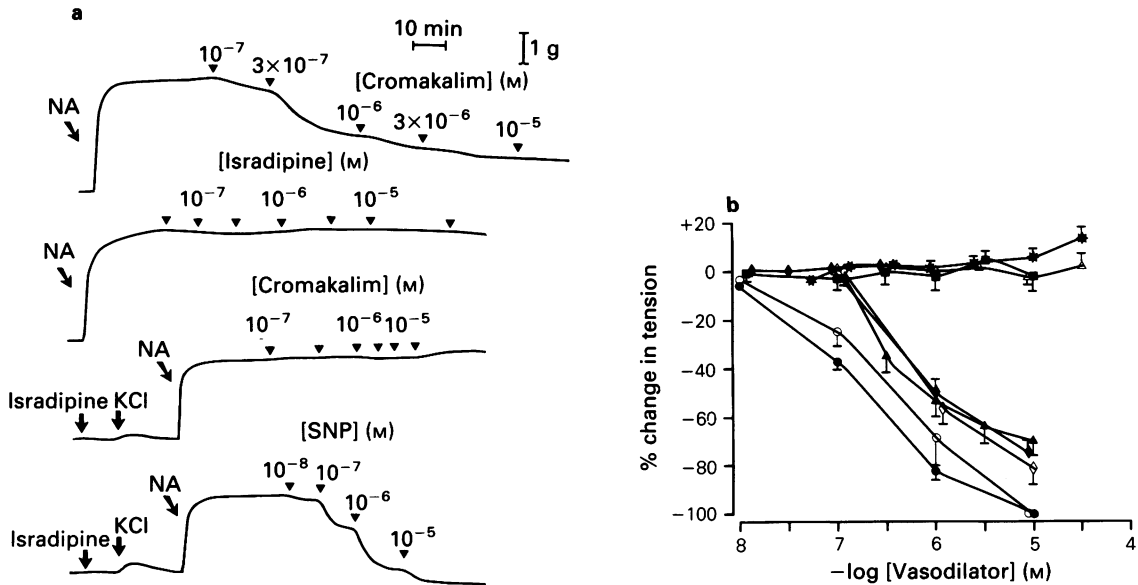 a
10 min
1 g
10⁻⁷
3×10⁻⁷
[Cromakalim] (M)
NA
10⁻⁶
3×10⁻⁶
10⁻⁵
[Isradipine] (M)
10⁻⁷ 10⁻⁶ 10⁻⁵
NA
[Cromakalim] (M)
10⁻⁷ 10⁻⁶ 10⁻⁵
NA
Isradipine KCl
[SNP] (M)
10⁻⁸ 10⁻⁷
NA
10⁻⁶
Isradipine KCl
10⁻⁵
b
+20
0
−20
−40
−60
−80
−100
% change in tension
8 7 6 5 4
−log [Vasodilator] (M)